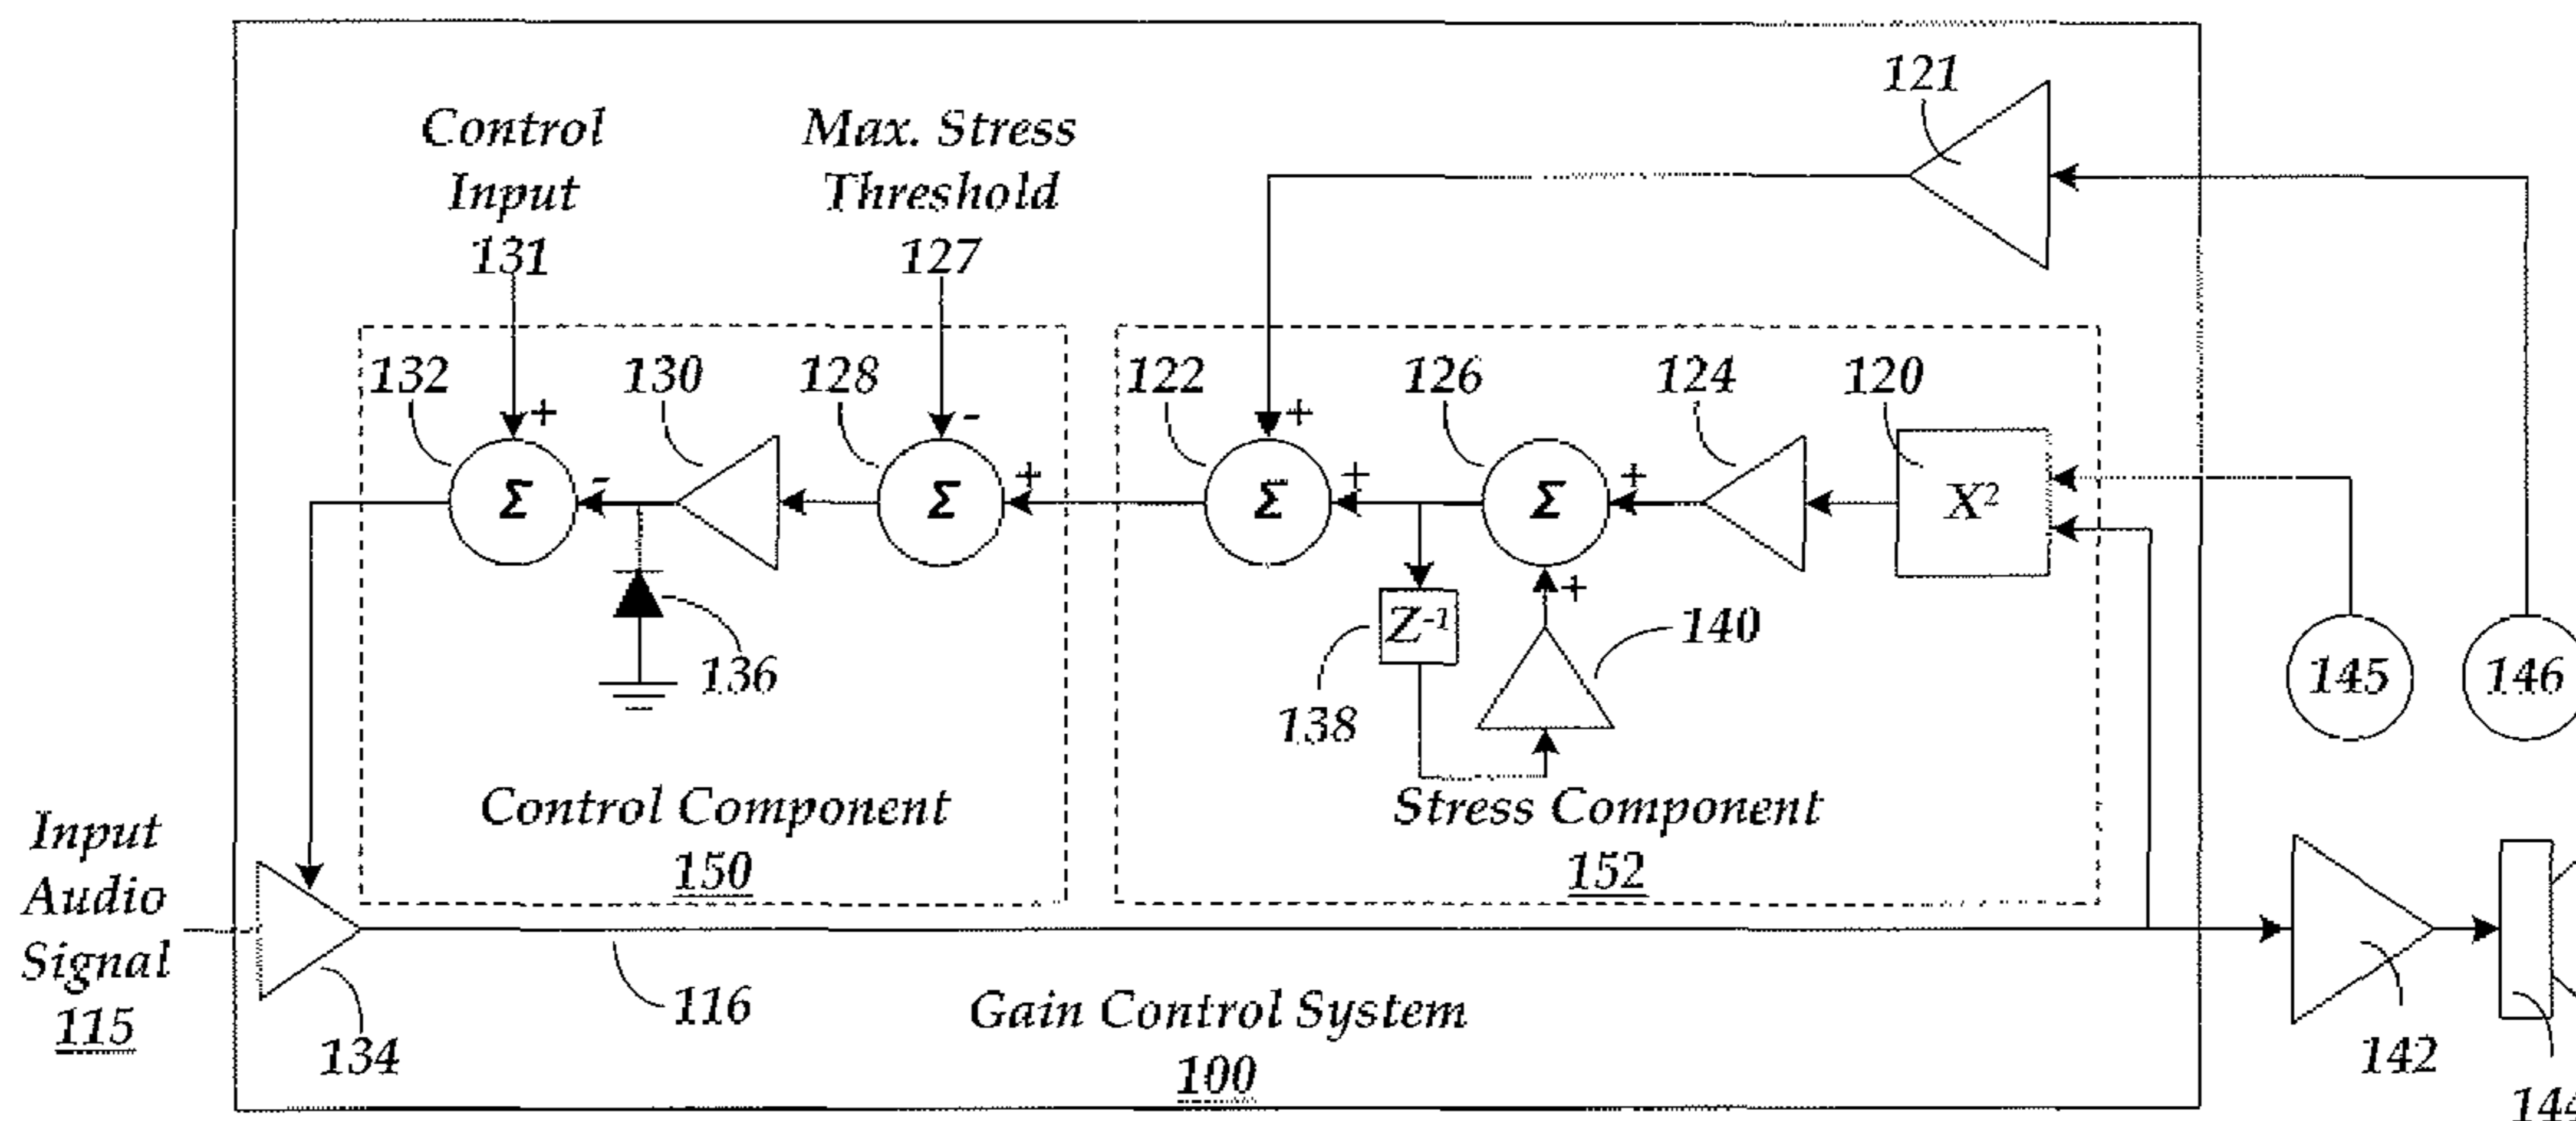 121
Control
Input
131
Max. Stress
Threshold
127
132
130
128
122
126
124
120
+
-
+
+
Σ
-
Σ
+
Σ
+
Σ
+
X²
136
Z⁻¹
138
+
140
145
146
Control Component
150
Stress Component
152
Input
Audio
Signal
115
134
116
Gain Control System
100
142